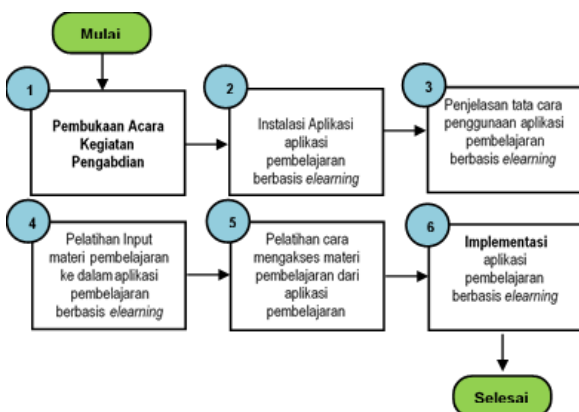 Mulai
1
Pembukaan Acara
Kegiatan
Pengabdian
2
Instalasi Aplikasi
aplikasi
pembelajaran
berbasis elearning
3
Penjelasan tata cara
penggunaan aplikasi
pembelajaran
berbasis elearning
4
Pelatihan Input
materi pembelajaran
ke dalam aplikasi
pembelajaran
berbasis elearning
5
Pelatihan cara
mengakses materi
pembelajaran dari
aplikasi
pembelajaran
6
Implementasi
aplikasi
pembelajaran
berbasis elearning
Selesai